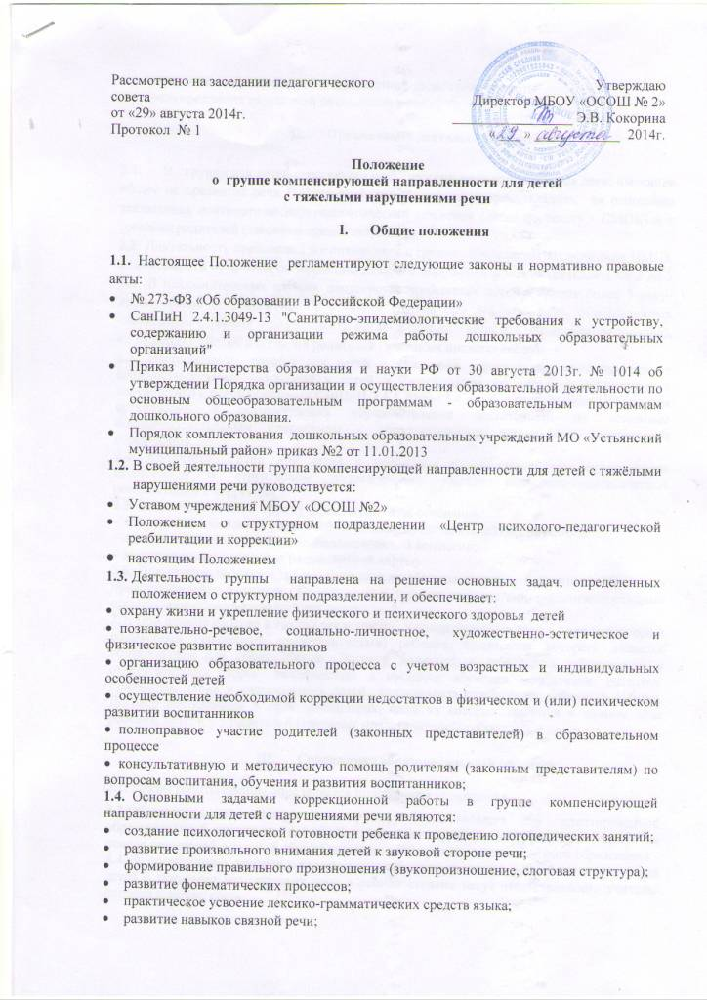 Рассмотрено на заседании педагогического
совета
от «29» августа 2014г.
Протокол № 1
Утверждаю
Директор МБОУ «ОСОШ № 2»
Э.В. Кокорина
«29» августа 2014г.
Положение
о группе компенсирующей направленности для детей
с тяжелыми нарушениями речи
I. Общие положения
1.1. Настоящее Положение регламентируют следующие законы и нормативно правовые
акты:
• № 273-ФЗ «Об образовании в Российской Федерации»
• СанПиН 2.4.1.3049-13 "Санитарно-эпидемиологические требования к устройству,
содержанию и организации режима работы дошкольных образовательных
организаций"
• Приказ Министерства образования и науки РФ от 30 августа 2013г. № 1014 об
утверждении Порядка организации и осуществления образовательной деятельности по
основным общеобразовательным программам - образовательным программам
дошкольного образования.
• Порядок комплектования дошкольных образовательных учреждений МО «Устьянский
муниципальный район» приказ №2 от 11.01.2013
1.2. В своей деятельности группа компенсирующей направленности для детей с тяжёлыми
нарушениями речи руководствуется:
• Уставом учреждения МБОУ «ОСОШ №2»
• Положением о структурном подразделении «Центр психолого-педагогической
реабилитации и коррекции»
• настоящим Положением
1.3. Деятельность группы направлена на решение основных задач, определенных
положением о структурном подразделении, и обеспечивает:
• охрану жизни и укрепление физического и психического здоровья детей
• познавательно-речевое, социально-личностное, художественно-эстетическое и
физическое развитие воспитанников
• организацию образовательного процесса с учетом возрастных и индивидуальных
особенностей детей
• осуществление необходимой коррекции недостатков в физическом и (или) психическом
развитии воспитанников
• полноправное участие родителей (законных представителей) в образовательном
процессе
• консультативную и методическую помощь родителям (законным представителям) по
вопросам воспитания, обучения и развития воспитанников;
1.4. Основными задачами коррекционной работы в группе компенсирующей
направленности для детей с нарушениями речи являются:
• создание психологической готовности ребенка к проведению логопедических занятий;
• развитие произвольного внимания детей к звуковой стороне речи;
• формирование правильного произношения (звукопроизношение, слоговая структура);
• развитие фонематических процессов;
• практическое усвоение лексико-грамматических средств языка;
• развитие навыков связной речи;